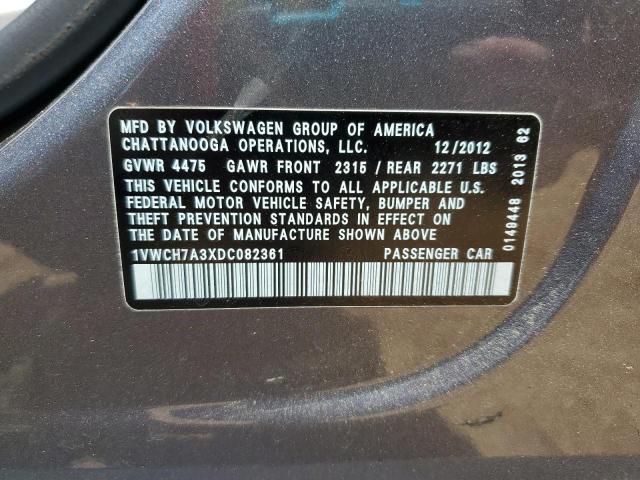 MFD BY VOLKSWAGEN GROUP OF AMERICA
CHATTANOOGA OPERATIONS, LLC. 12/2012
GVWR 4475 GAWR FRONT 2315 / REAR 2271 LBS
THIS VEHICLE CONFORMS TO ALL APPLICABLE U.S.
FEDERAL MOTOR VEHICLE SAFETY, BUMPER AND
THEFT PREVENTION STANDARDS IN EFFECT ON
THE DATE OF MANUFACTURE SHOWN ABOVE
1VWCH7A3XDC082361 PASSENGER CAR
0149448 2013 62